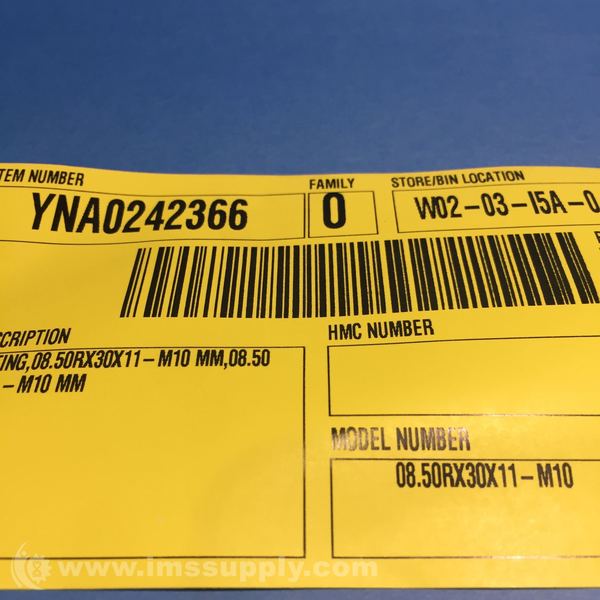 TEM NUMBER
FAMILY
STORE/BIN LOCATION
YNA0242366
0
W02-03-I5A-0
CRIPTION
HMC NUMBER
TING,08.50RX30X11-M10 MM,08.50
-M10 MM
MODEL NUMBER
08.50RX30X11-M10
www.imssupply.com